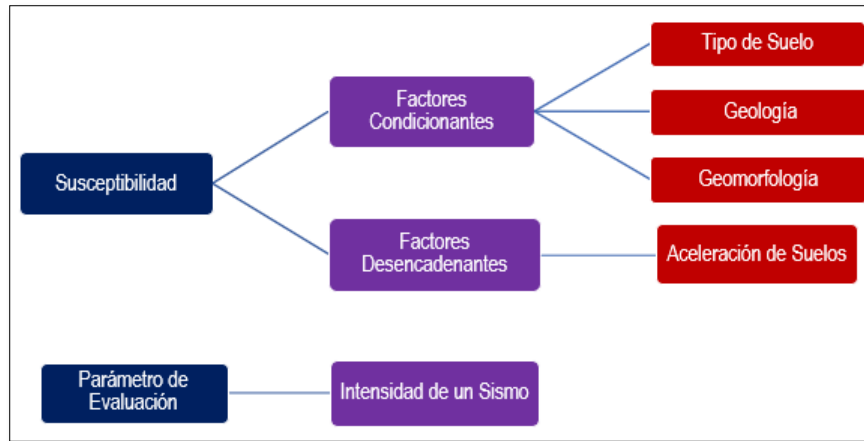 Tipo de Suelo
Factores
Condicionantes
Geología
Susceptibilidad
Geomorfología
Factores
Desencadenantes
Aceleración de Suelos
Parámetro de
Evaluación
Intensidad de un Sismo